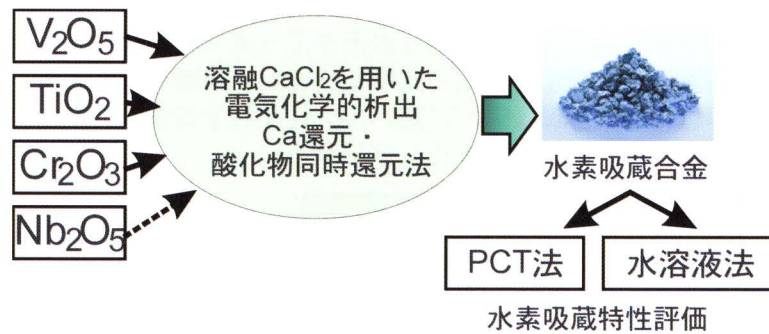 V₂O₅
TiO₂
Cr₂O₃
Nb₂O₅
溶融CaCl₂を用いた
電気化学的析出
Ca還元・
酸化物同時還元法
水素吸蔵合金
PCT法
水溶液法
水素吸蔵特性評価